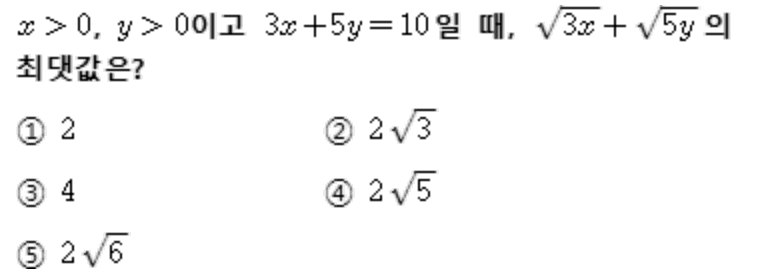 x > 0, y > 0이고 3x+5y=10일 때, √3x + √5y 의
최댓값은?
① 2 ② 2√3
③ 4 ④ 2√5
⑤ 2√6